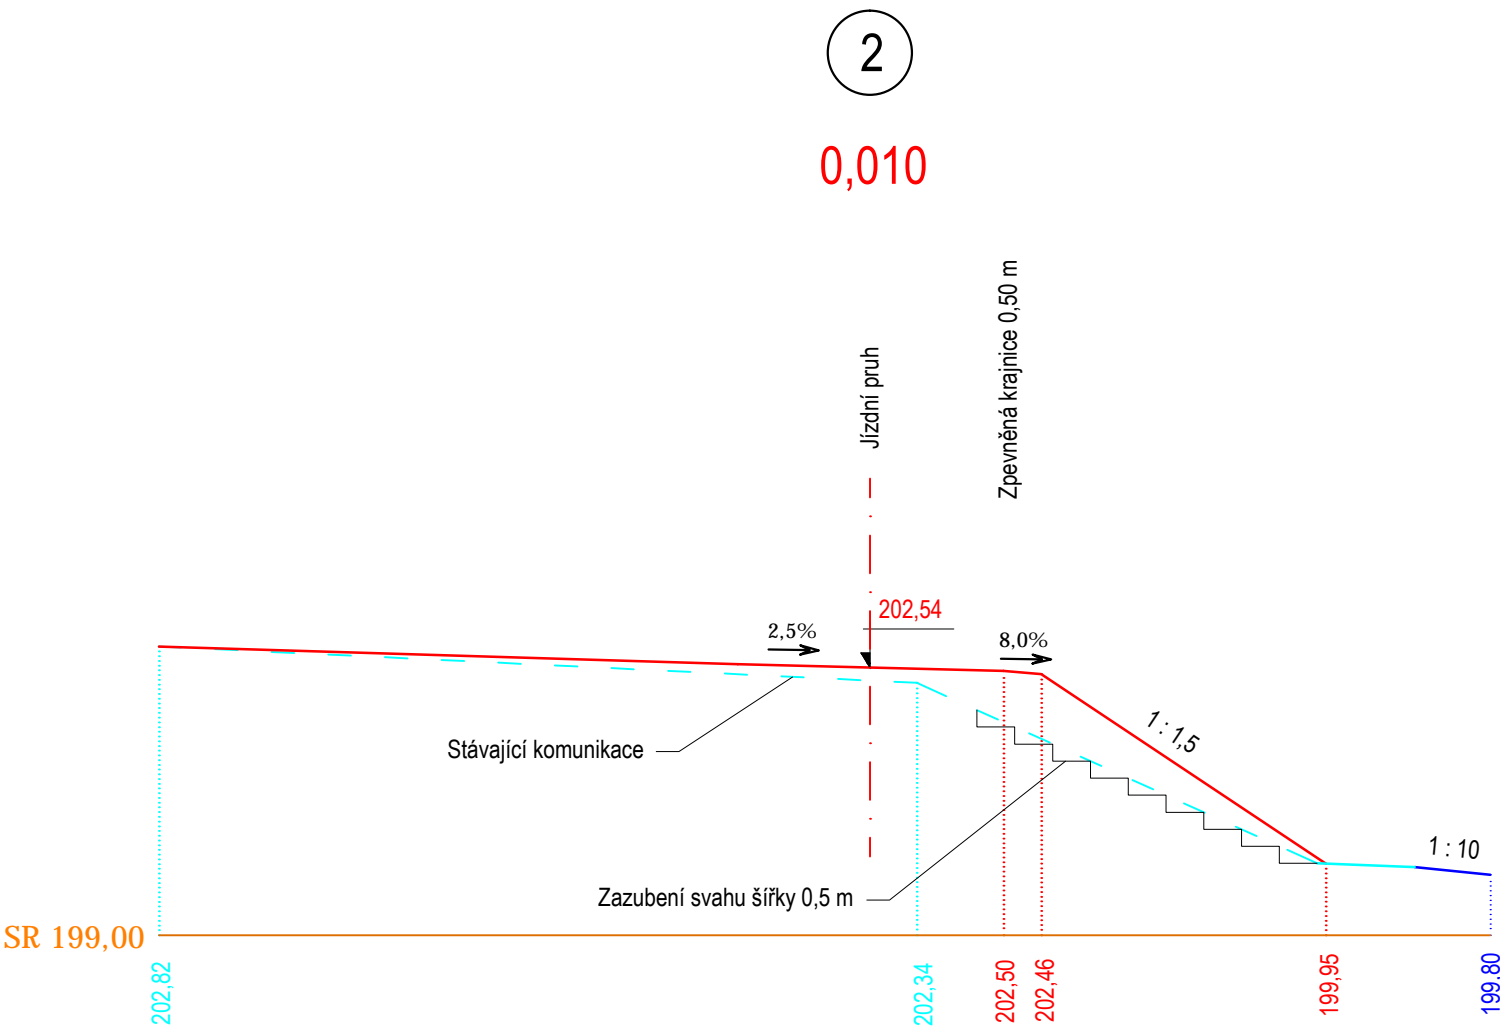 2
0,010
Zpevněná krajnice 0,50 m
Jízdní pruh
202,54
2,5%
8,0%
1 : 1,5
Stávající komunikace
1 : 10
Zazubení svahu šířky 0,5 m
SR 199,00
202,82
202,34
202,50
202,46
199,95
199.80